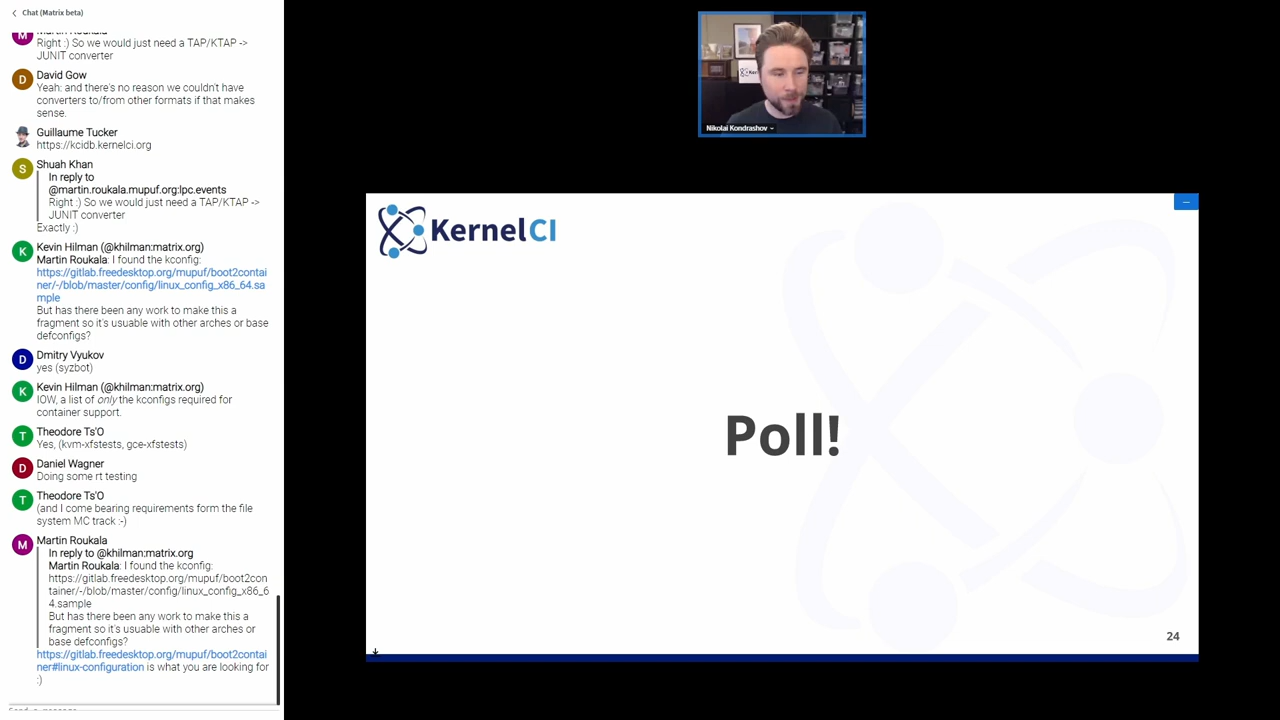 Chat (Matrix beta)
Martin Roukala
Right :) So we would just need a TAP/KTAP ->
JUNIT converter
David Gow
Yeah: and there's no reason we couldn't have
converters to/from other formats if that makes
sense.
Guillaume Tucker
https://kcidb.kernelci.org
Shuah Khan
In reply to
@martin.roukala.mupuf.org:lpc.events
Right :) So we would just need a TAP/KTAP ->
JUNIT converter
Exactly :)
Kevin Hilman (@khilman:matrix.org)
Martin Roukala: I found the kconfig:
https://gitlab.freedesktop.org/mupuf/boot2contai
ner/-/blob/master/config/linux_config_x86_64.sa
mple
But has there been any work to make this a
fragment so it's usuable with other arches or base
defconfigs?
Dmitry Vyukov
yes (syzbot)
Kevin Hilman (@khilman:matrix.org)
IOW, a list of only the kconfigs required for
container support.
Theodore Ts'O
Yes, (kvm-xfstests, gce-xfstests)
Daniel Wagner
Doing some rt testing
Theodore Ts'O
(and I come bearing requirements form the file
system MC track :-)
Martin Roukala
In reply to @khilman:matrix.org
Martin Roukala: I found the kconfig:
https://gitlab.freedesktop.org/mupuf/boot2con
tainer/-/blob/master/config/linux_config_x86_6
4.sample
But has there been any work to make this a
fragment so it's usuable with other arches or
base defconfigs?
https://gitlab.freedesktop.org/mupuf/boot2contai
ner#linux-configuration is what you are looking for
:)
Send a message
Nikolai Kondrashov
KernelCI
Poll!
24